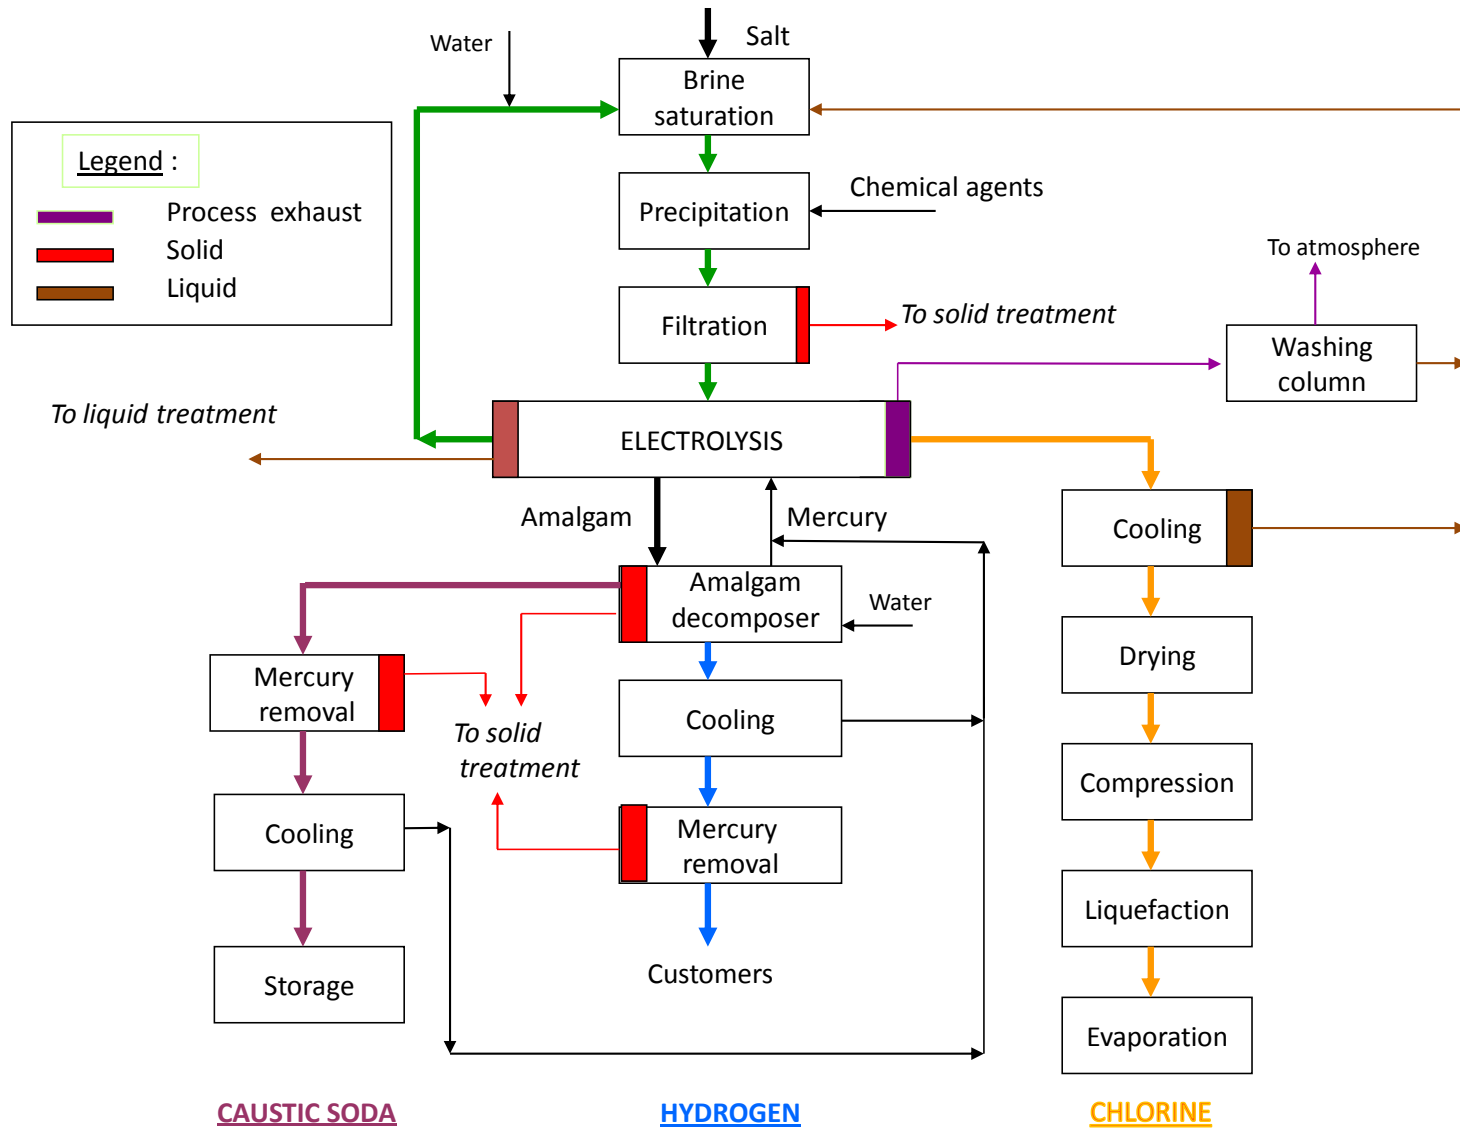 Salt
Water
Brine
saturation
Legend :
Process exhaust
Solid
Liquid
Chemical agents
Precipitation
To atmosphere
Filtration
To solid treatment
Washing
column
To liquid treatment
ELECTROLYSIS
Amalgam
Mercury
Cooling
Amalgam
decomposer
Water
Drying
Mercury
removal
Cooling
To solid
treatment
Compression
Cooling
Mercury
removal
Liquefaction
Storage
Customers
Evaporation
CAUSTIC SODA
HYDROGEN
CHLORINE